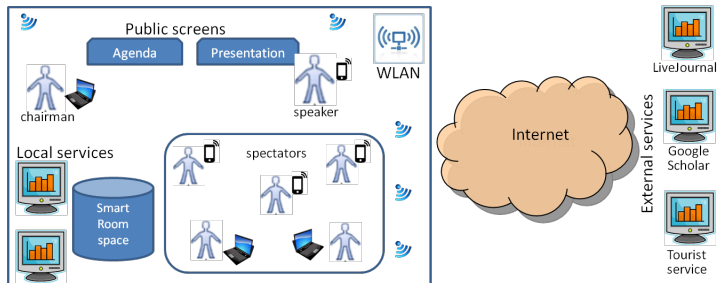 Public screens
Agenda
Presentation
WLAN
chairman
speaker
Local services
spectators
Smart
Room
space
Internet
External services
LiveJournal
Google
Scholar
Tourist
service